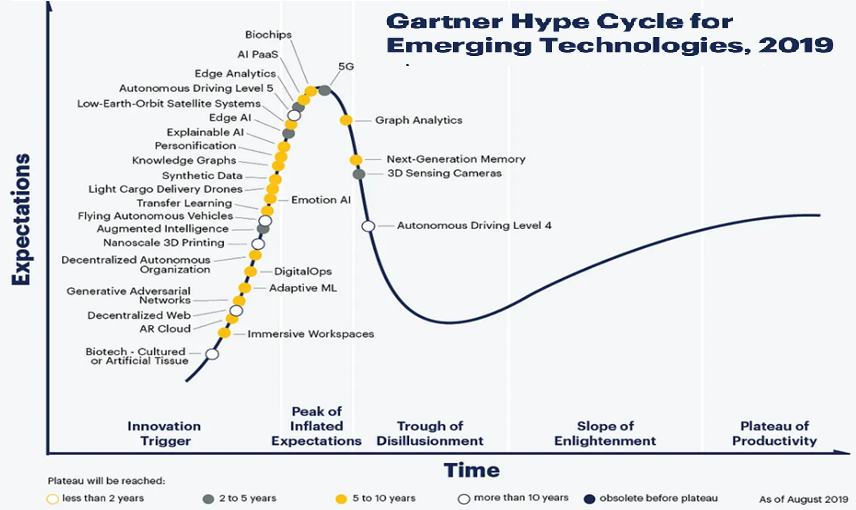 Gartner Hype Cycle for
Emerging Technologies, 2019
Biochips
AI PaaS
Edge Analytics
Autonomous Driving Level 5
Low-Earth-Orbit Satellite Systems
Edge AI
Explainable AI
Personification
Knowledge Graphs
Synthetic Data
Light Cargo Delivery Drones
Transfer Learning
Flying Autonomous Vehicles
Augmented Intelligence
Nanoscale 3D Printing
Decentralized Autonomous
Organization
Generative Adversarial
Networks
Decentralized Web
AR Cloud
Biotech - Cultured
or Artificial Tissue
5G
Graph Analytics
Next-Generation Memory
3D Sensing Cameras
Emotion AI
Autonomous Driving Level 4
DigitalOps
Adaptive ML
Immersive Workspaces
Expectations
Innovation
Trigger
Peak of
Inflated
Expectations
Trough of
Disillusionment
Slope of
Enlightenment
Plateau of
Productivity
Time
Plateau will be reached:
less than 2 years
2 to 5 years
5 to 10 years
more than 10 years
obsolete before plateau
As of August 2019